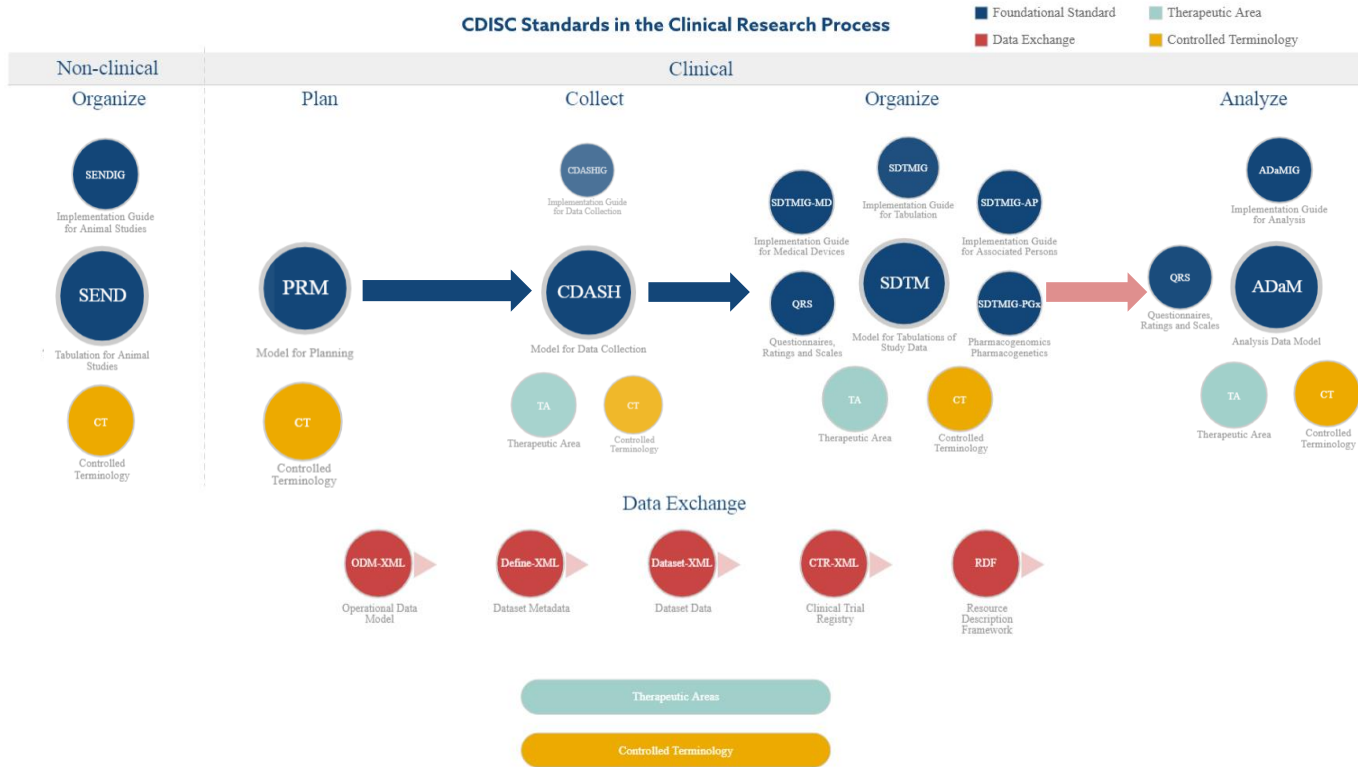 CDISC Standards in the Clinical Research Process
Foundational Standard
Therapeutic Area
Data Exchange
Controlled Terminology
Non-clinical
Clinical
Organize
Plan
Collect
Organize
Analyze
SENDIG
Implementation Guide
for Animal Studies
SEND
Tabulation for Animal
Studies
CT
Controlled
Terminology
PRM
Model for Planning
CT
Controlled
Terminology
CDASHIG
Implementation Guide
for Data Collection
CDASH
Model for Data Collection
TA
Therapeutic Area
CT
Controlled
Terminology
SDTMIG-MD
Implementation Guide
for Medical Devices
SDTMIG
Implementation Guide
for Tabulation
SDTMIG-AP
Implementation Guide
for Associated Persons
QRS
Questionnaires,
Ratings and Scales
SDTM
Model for Tabulations of
Study Data
SDTMIG-PGx
Pharmacogenomics
Pharmacogenetics
TA
Therapeutic Area
CT
Controlled
Terminology
ADaMIG
Implementation Guide
for Analysis
QRS
Questionnaires,
Ratings and Scales
ADaM
Analysis Data Model
TA
Therapeutic Area
CT
Controlled
Terminology
Data Exchange
ODM-XML
Operational Data
Model
Define-XML
Dataset Metadata
Dataset-XML
Dataset Data
CTR-XML
Clinical Trial
Registry
RDF
Resource
Description
Framework
Therapeutic Areas
Controlled Terminology